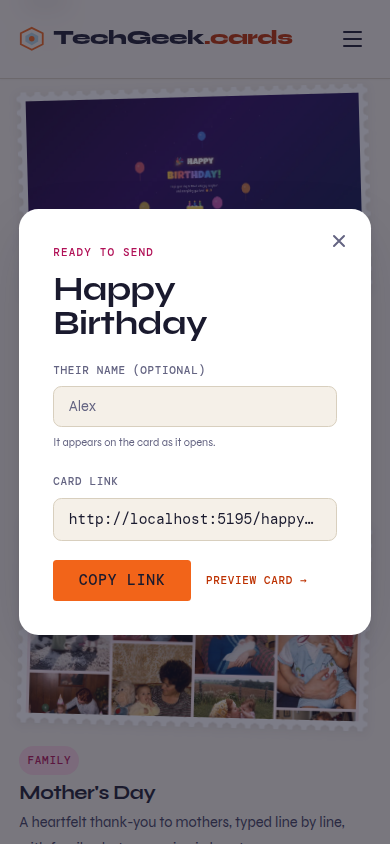 TechGeek.cards
HAPPY
BIRTHDAY!
READY TO SEND
Happy
Birthday
THEIR NAME (OPTIONAL)
Alex
It appears on the card as it opens.
CARD LINK
http://localhost:5195/happy…
COPY LINK
PREVIEW CARD →
FAMILY
Mother's Day
A heartfelt thank-you to mothers, typed line by line,